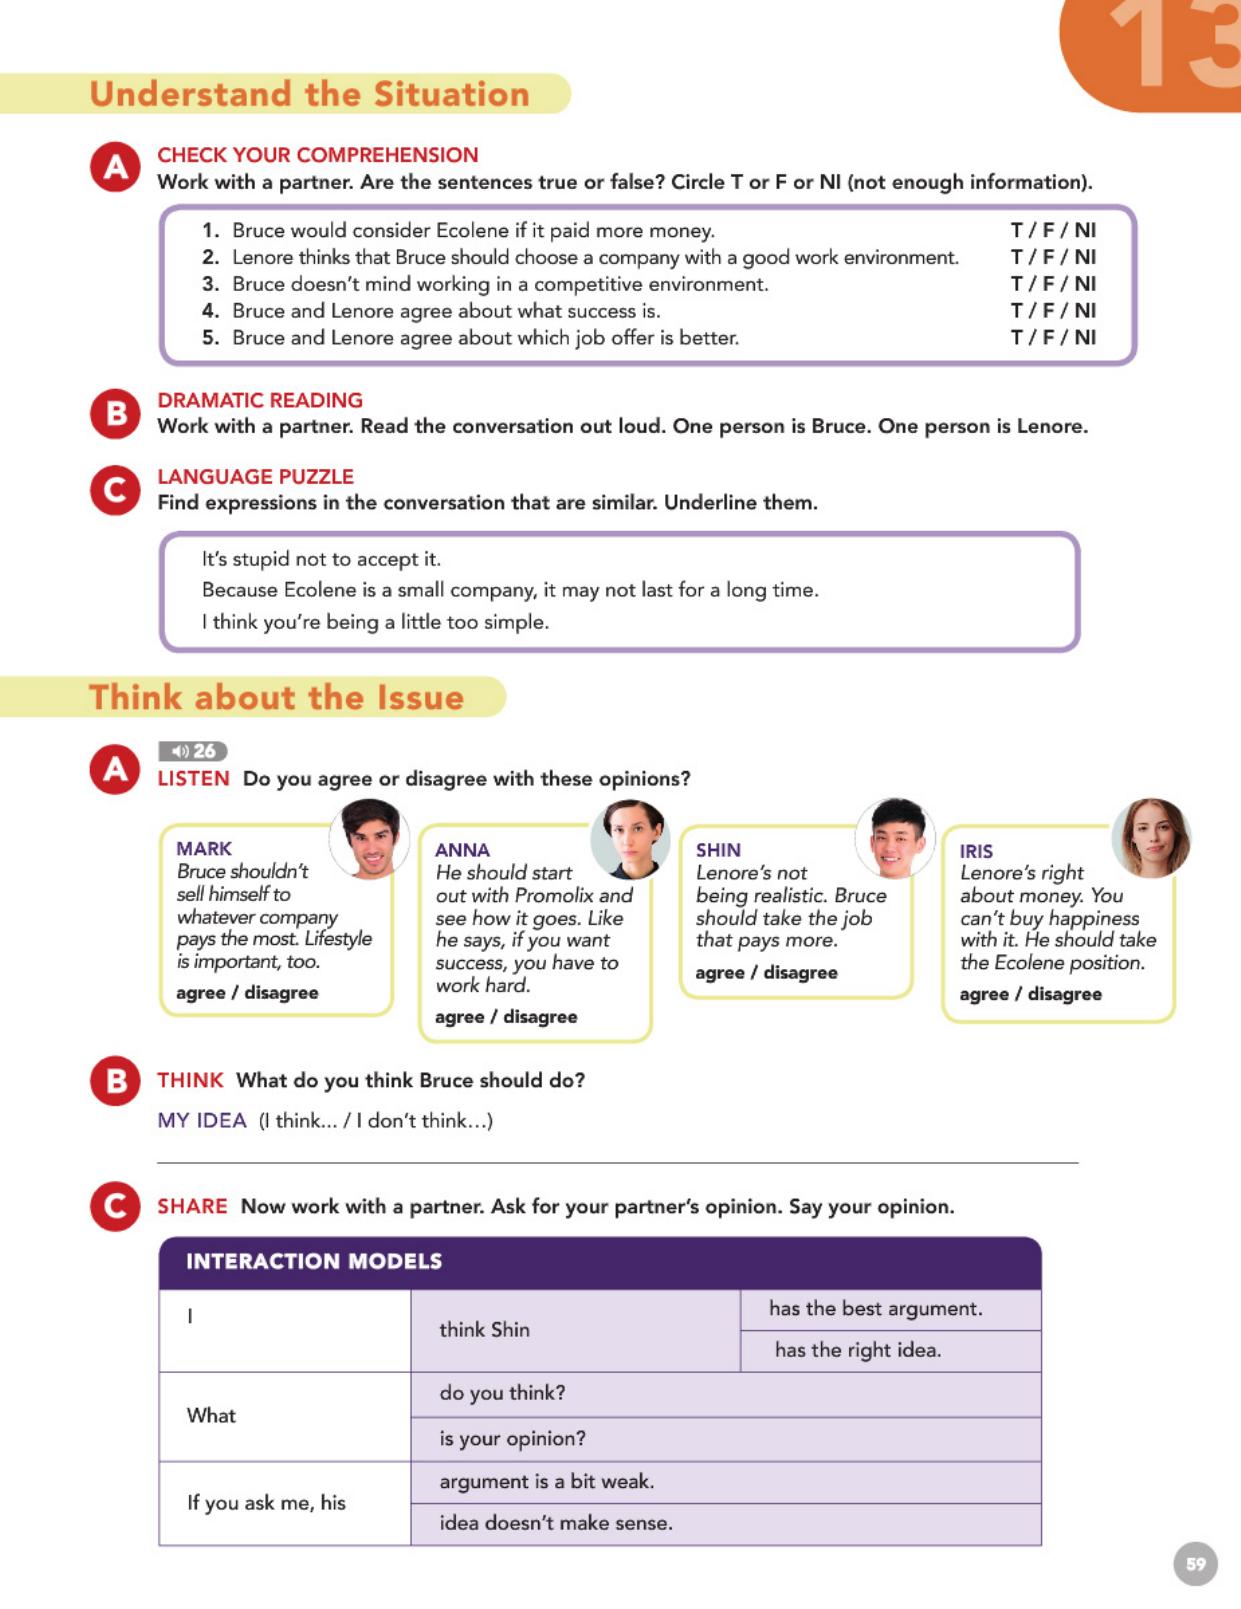 13
Understand the Situation
A
CHECK YOUR COMPREHENSION
Work with a partner. Are the sentences true or false? Circle T or F or NI (not enough information).
1. Bruce would consider Ecolene if it paid more money. T / F / NI
2. Lenore thinks that Bruce should choose a company with a good work environment. T / F / NI
3. Bruce doesn't mind working in a competitive environment. T / F / NI
4. Bruce and Lenore agree about what success is. T / F / NI
5. Bruce and Lenore agree about which job offer is better. T / F / NI
B
DRAMATIC READING
Work with a partner. Read the conversation out loud. One person is Bruce. One person is Lenore.
C
LANGUAGE PUZZLE
Find expressions in the conversation that are similar. Underline them.
It's stupid not to accept it.
Because Ecolene is a small company, it may not last for a long time.
I think you're being a little too simple.
Think about the Issue
A
26
LISTEN Do you agree or disagree with these opinions?
MARK
Bruce shouldn't
sell himself to
whatever company
pays the most. Lifestyle
is important, too.
agree / disagree
ANNA
He should start
out with Promolix and
see how it goes. Like
he says, if you want
success, you have to
work hard.
agree / disagree
SHIN
Lenore's not
being realistic. Bruce
should take the job
that pays more.
agree / disagree
IRIS
Lenore's right
about money. You
can't buy happiness
with it. He should take
the Ecolene position.
agree / disagree
B
THINK What do you think Bruce should do?
MY IDEA (I think... / I don't think...)
C
SHARE Now work with a partner. Ask for your partner's opinion. Say your opinion.
INTERACTION MODELS
I
think Shin
has the best argument.
has the right idea.
What
do you think?
is your opinion?
If you ask me, his
argument is a bit weak.
idea doesn't make sense.
59